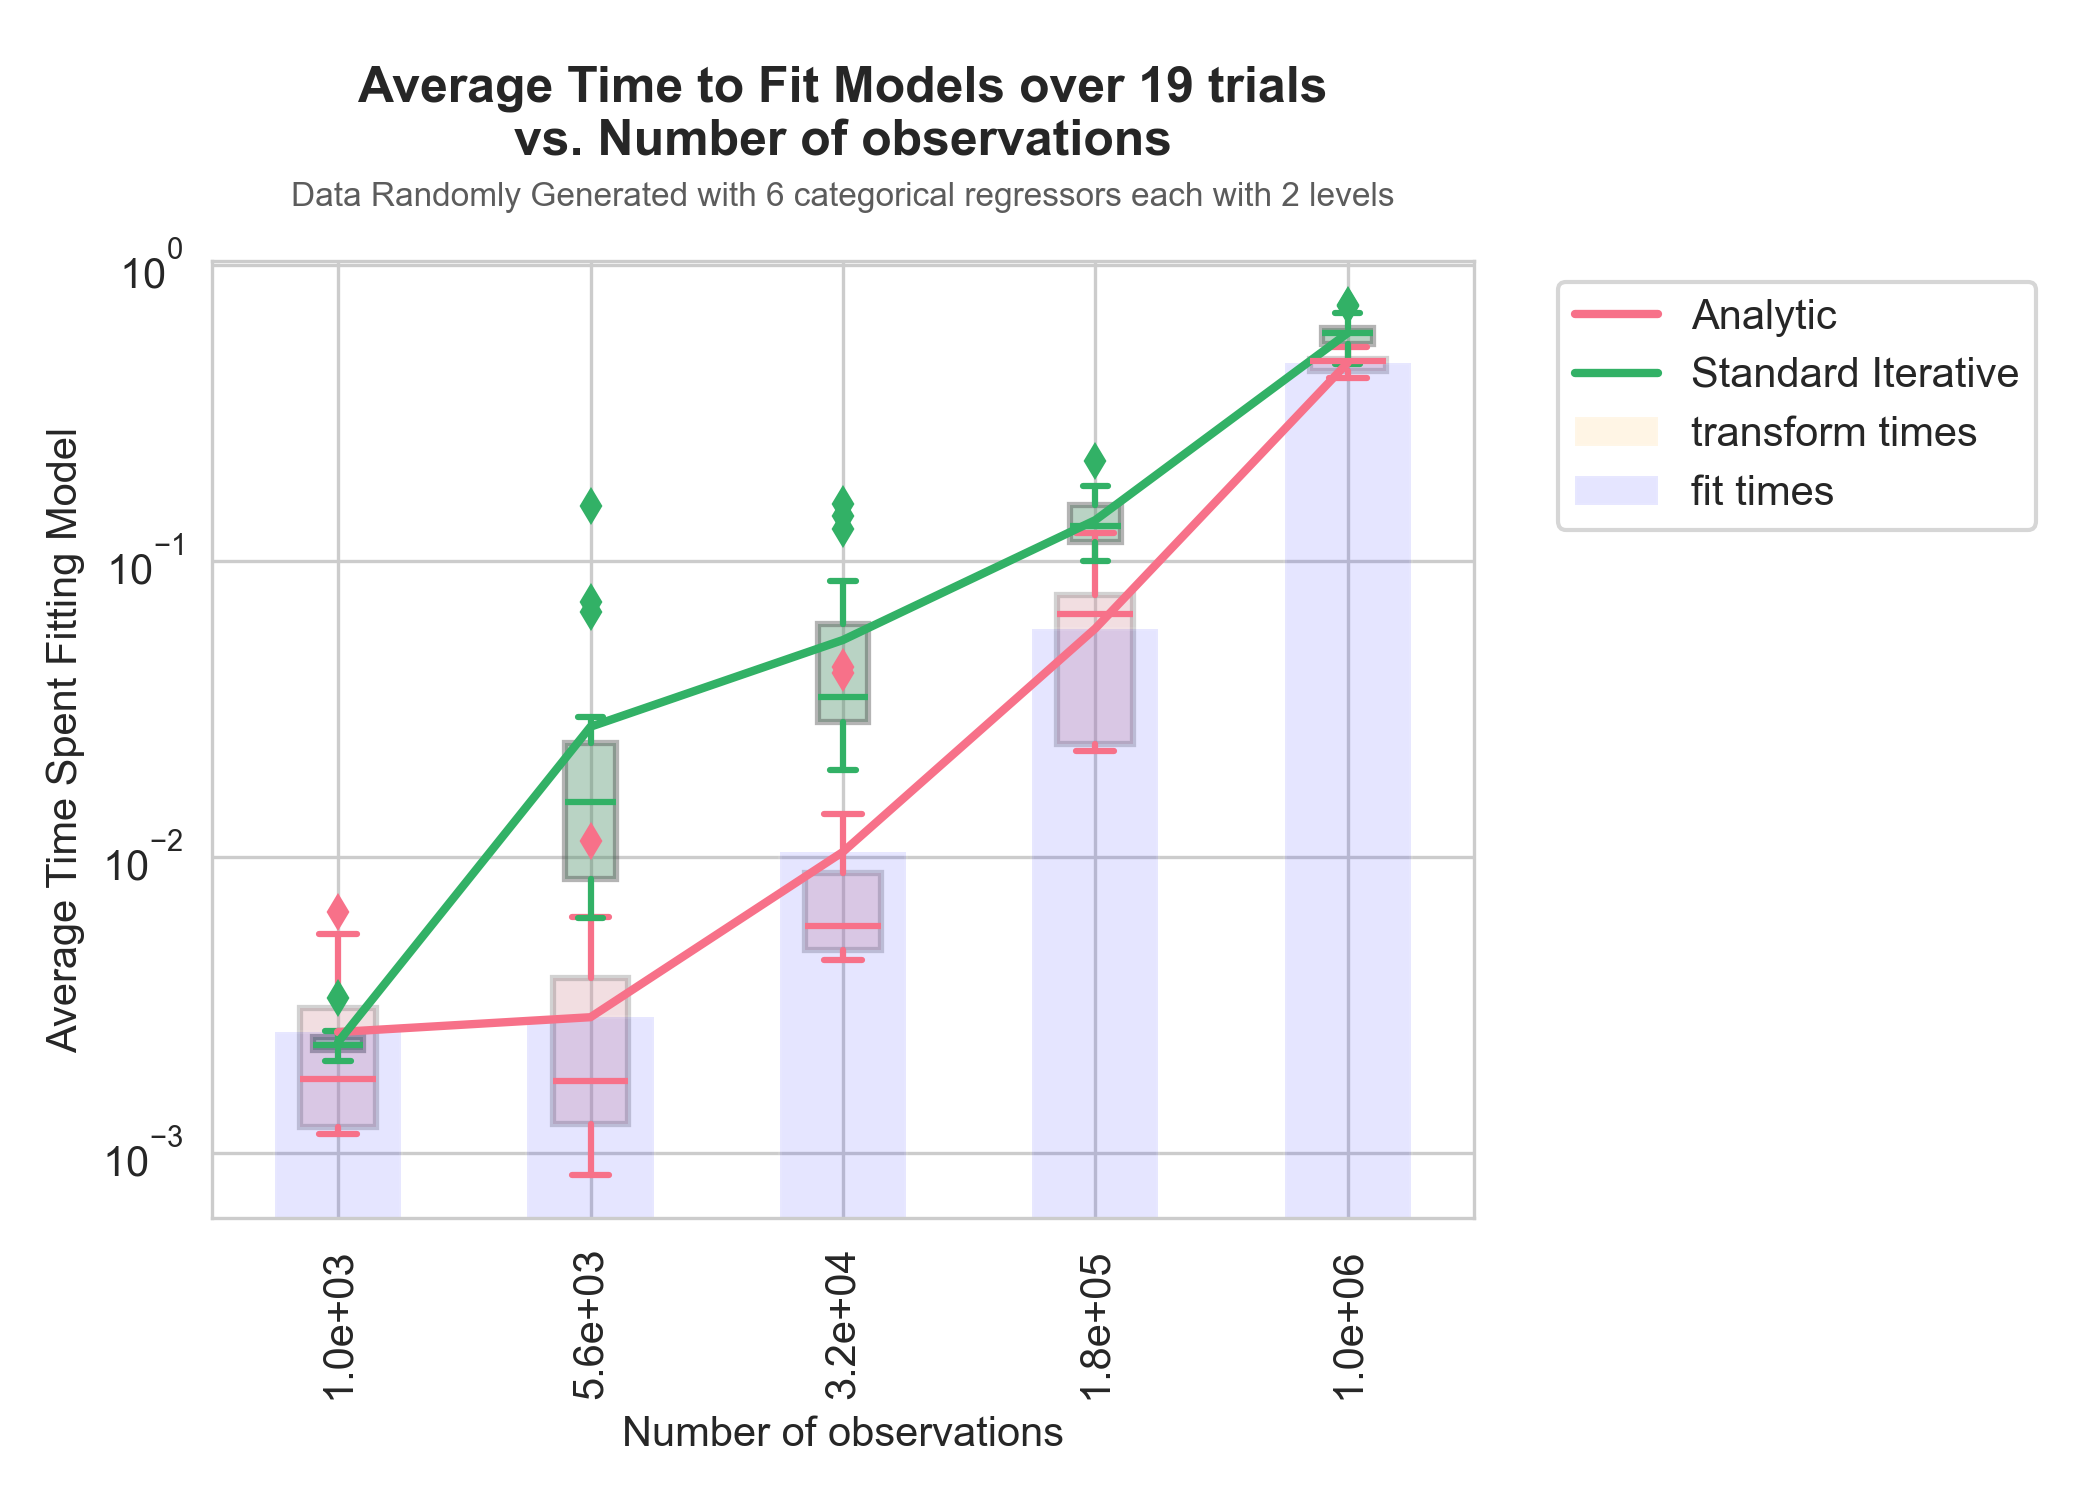 Average Time to Fit Models over 19 trials
vs. Number of observations
Data Randomly Generated with 6 categorical regressors each with 2 levels
Average Time Spent Fitting Model
10⁰
10⁻¹
10⁻²
10⁻³
1.0e+03
5.6e+03
3.2e+04
1.8e+05
1.0e+06
Number of observations
Analytic
Standard Iterative
transform times
fit times